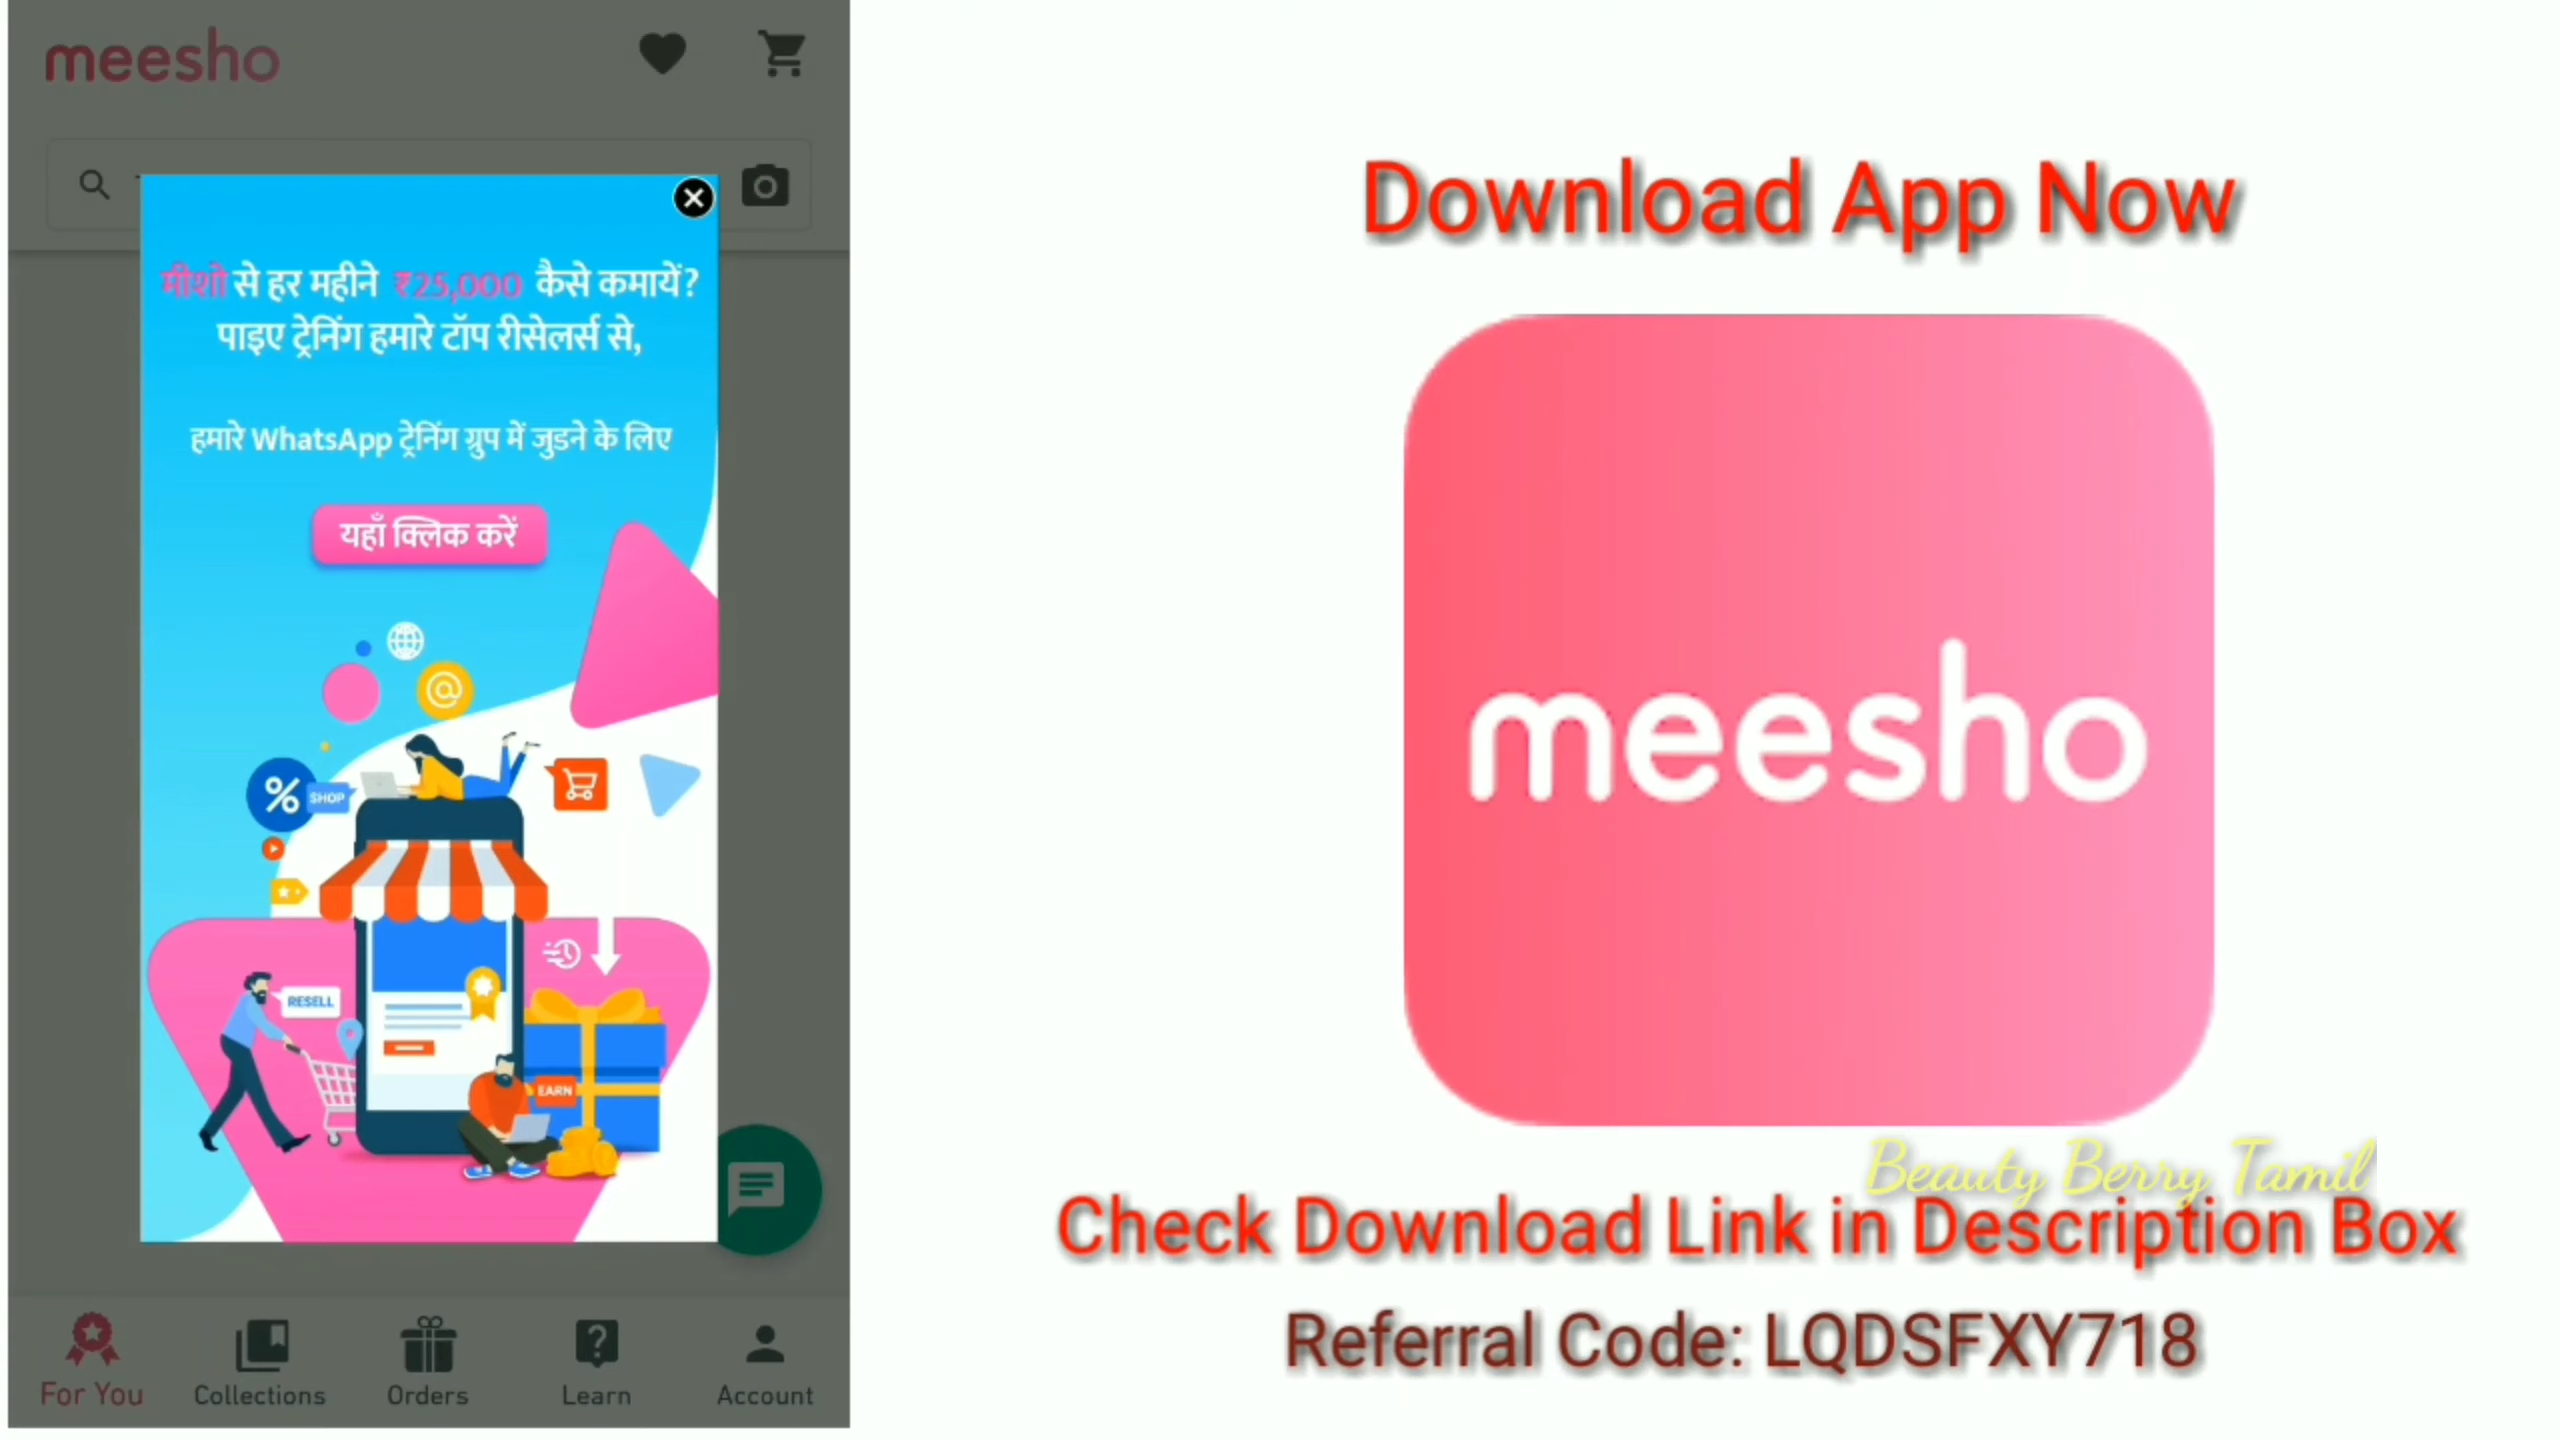 meesho
मीशो से हर महीने ₹25,000 कैसे कमायें?
पाइए ट्रेनिंग हमारे टॉप रीसेलर्स से,
हमारे WhatsApp ट्रेनिंग ग्रुप में जुडने के लिए
यहाँ क्लिक करें
SHOP
RESELL
EARN
For You
Collections
Orders
Learn
Account
Download App Now
meesho
Beauty Berry Tamil
Check Download Link in Description Box
Referral Code: LQDSFXY718